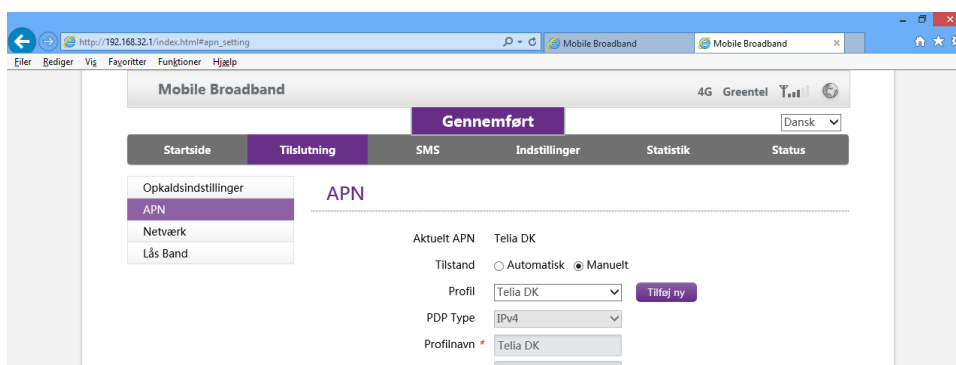 http://192.168.32.1/index.html#apn_setting
Mobile Broadband
Mobile Broadband
Filer Rediger Vis Favoritter Funktioner Hjælp
Mobile Broadband
4G Greentel
Gennemført
Dansk
Startside Tilslutning SMS Indstillinger Statistik Status
Opkaldsindstillinger
APN
Netværk
Lås Band
APN
Aktuelt APN Telia DK
Tilstand Automatisk Manuelt
Profil Telia DK Tilføj ny
PDP Type IPv4
Profilnavn * Telia DK